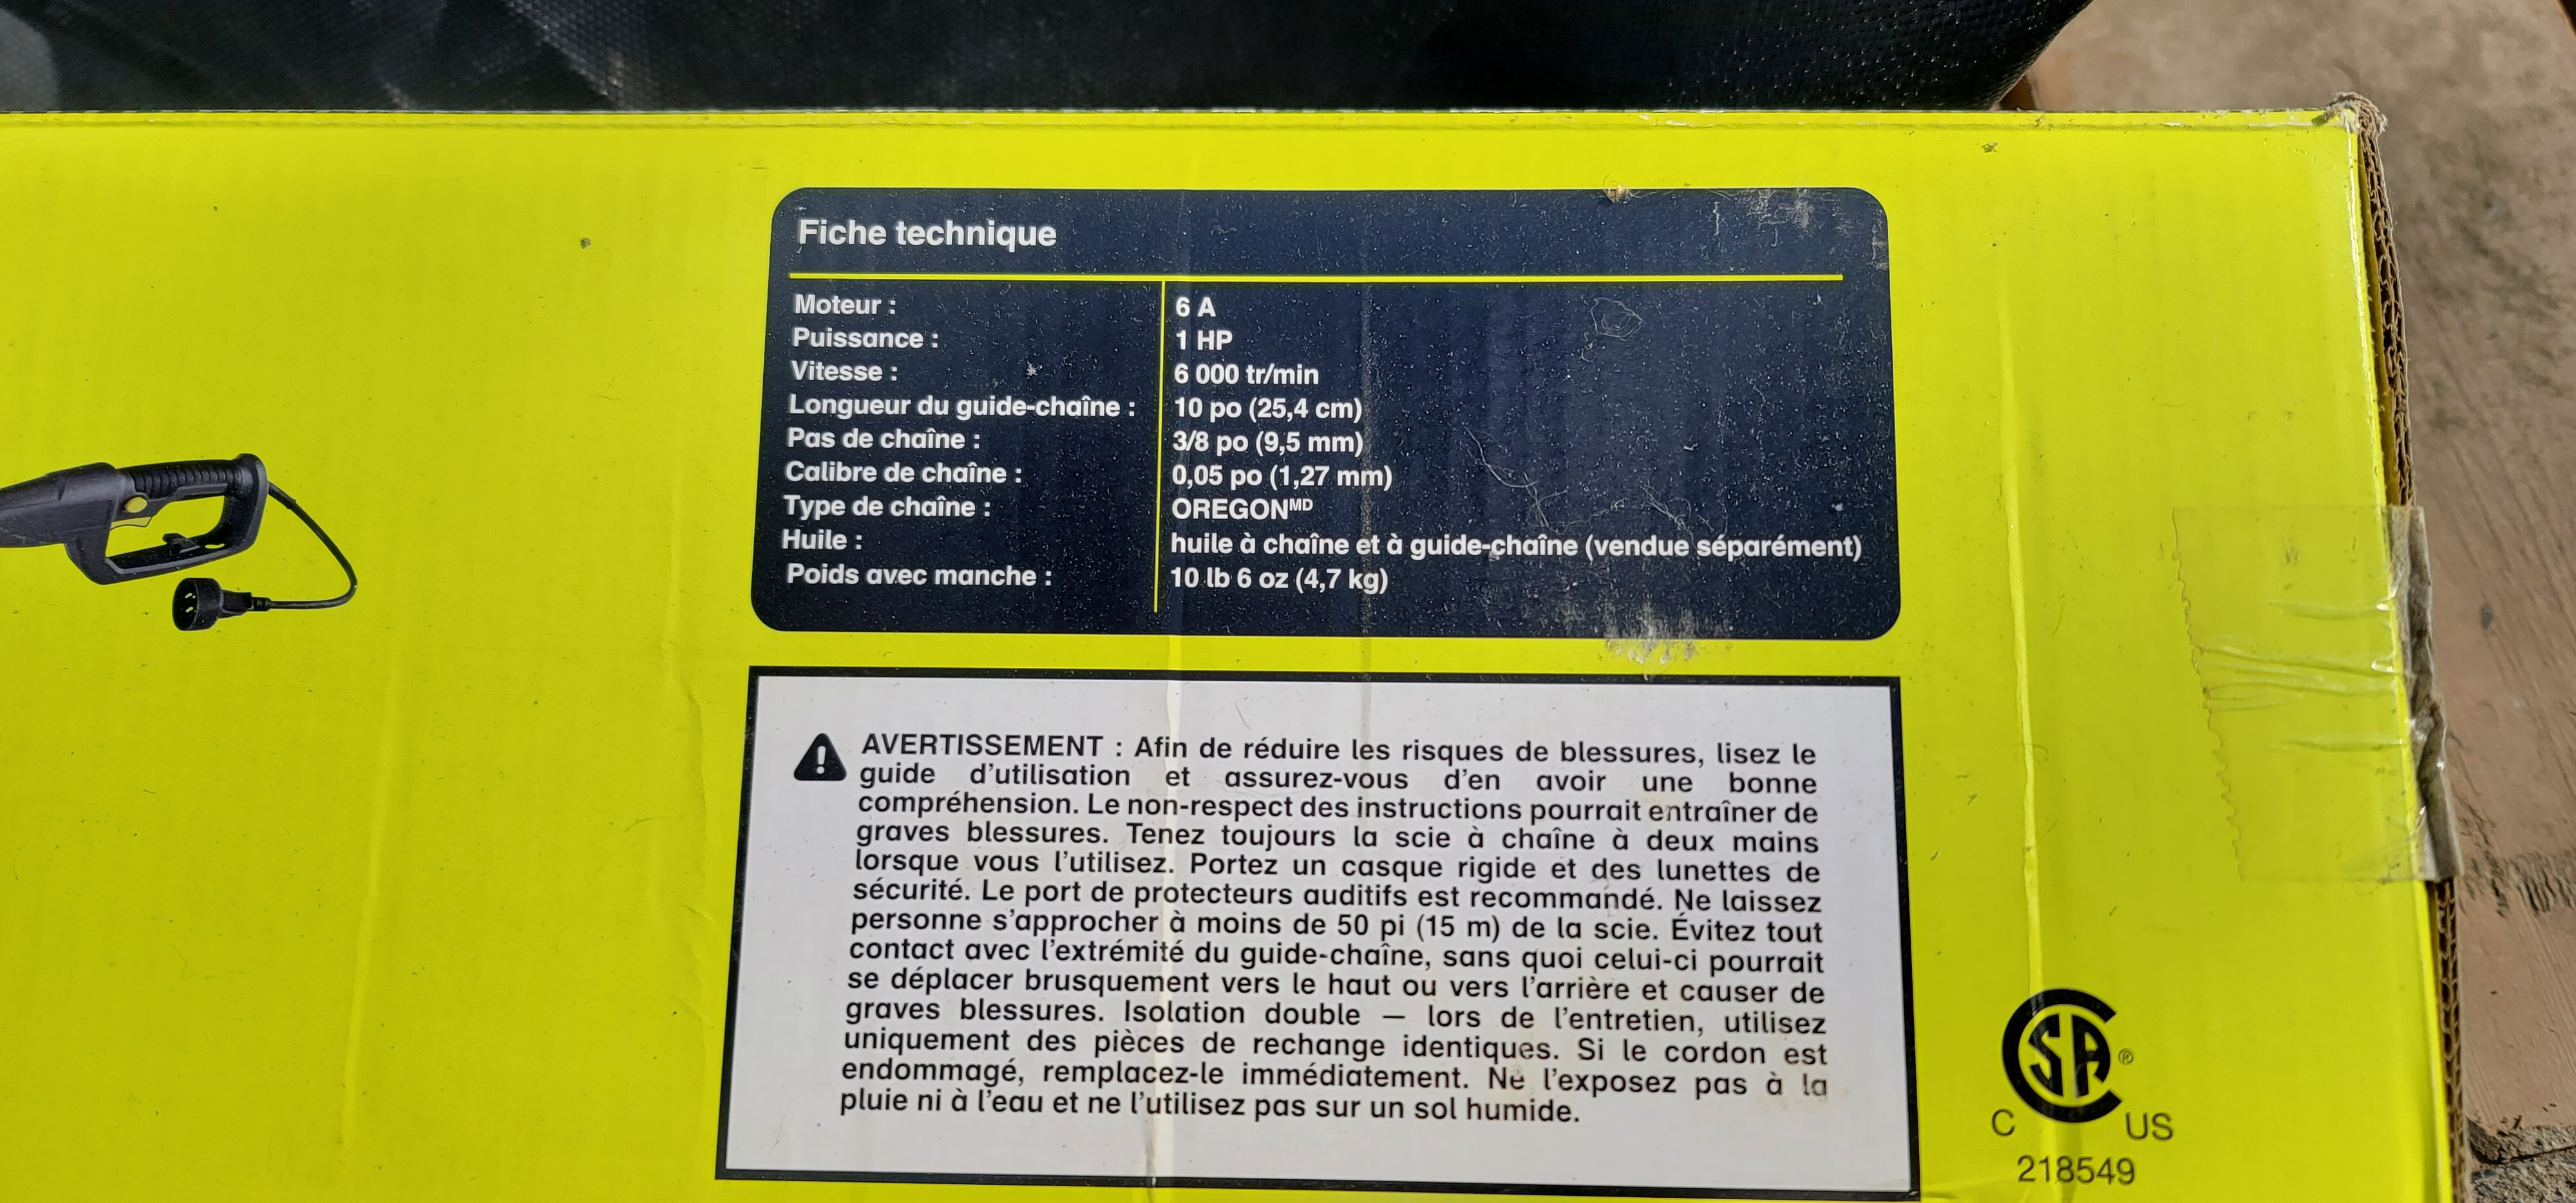 Fiche technique
Moteur : 6 A
Puissance : 1 HP
Vitesse : 6 000 tr/min
Longueur du guide-chaîne : 10 po (25,4 cm)
Pas de chaîne : 3/8 po (9,5 mm)
Calibre de chaîne : 0,05 po (1,27 mm)
Type de chaîne : OREGONᴹᴰ
Huile : huile à chaîne et à guide-chaîne (vendue séparément)
Poids avec manche : 10 lb 6 oz (4,7 kg)
AVERTISSEMENT : Afin de réduire les risques de blessures, lisez le
guide d'utilisation et assurez-vous d'en avoir une bonne
compréhension. Le non-respect des instructions pourrait entraîner de
graves blessures. Tenez toujours la scie à chaîne à deux mains
lorsque vous l'utilisez. Portez un casque rigide et des lunettes de
sécurité. Le port de protecteurs auditifs est recommandé. Ne laissez
personne s'approcher à moins de 50 pi (15 m) de la scie. Évitez tout
contact avec l'extrémité du guide-chaîne, sans quoi celui-ci pourrait
se déplacer brusquement vers le haut ou vers l'arrière et causer de
graves blessures. Isolation double — lors de l'entretien, utilisez
uniquement des pièces de rechange identiques. Si le cordon est
endommagé, remplacez-le immédiatement. Ne l'exposez pas à la
pluie ni à l'eau et ne l'utilisez pas sur un sol humide.
CSA®
C US
218549